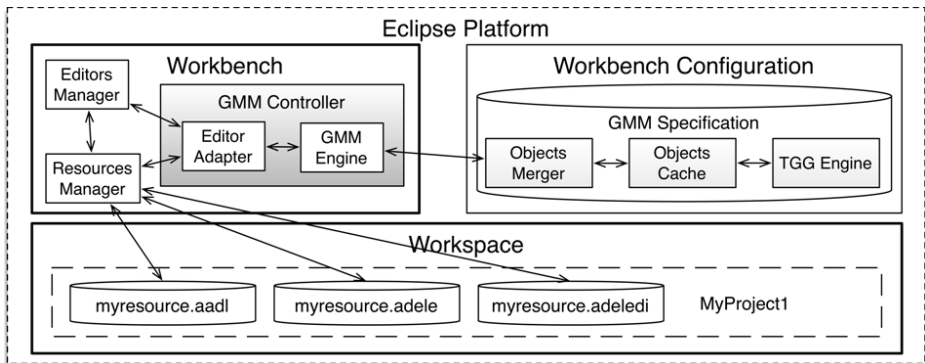 Eclipse Platform
Workbench
Editors
Manager
GMM Controller
Editor
Adapter
GMM
Engine
Resources
Manager
Workbench Configuration
GMM Specification
Objects
Merger
Objects
Cache
TGG Engine
Workspace
myresource.aadl
myresource.adele
myresource.adeledi
MyProject1